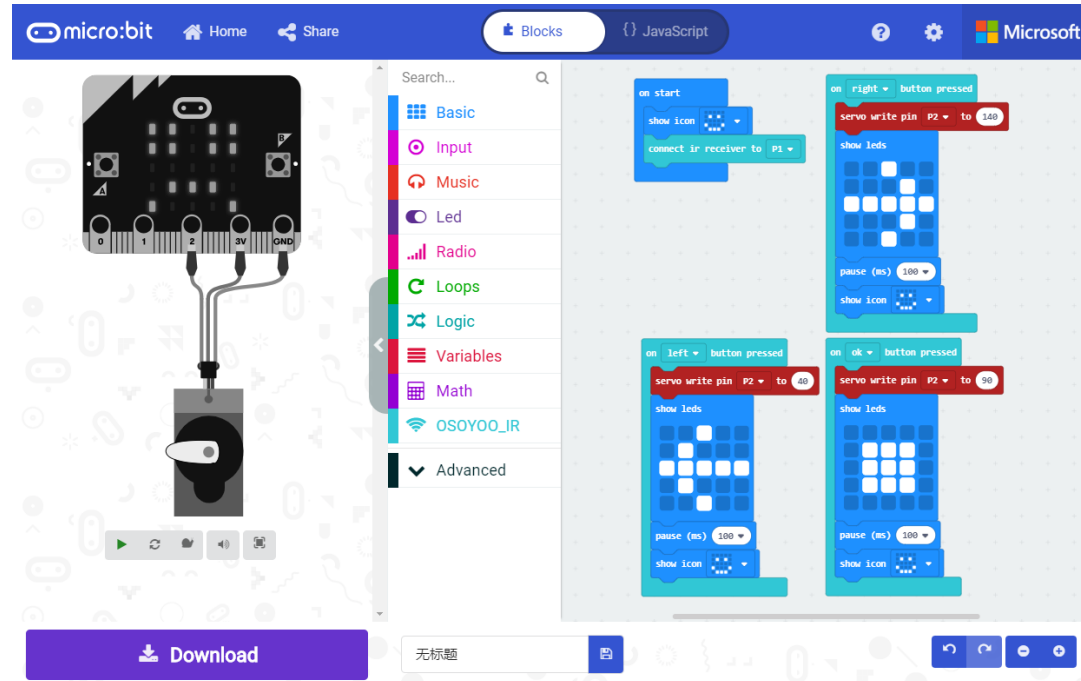 micro:bit Home Share Blocks {} JavaScript ? Microsoft
A B
0 1 2 3V GND
Search...
Basic
Input
Music
Led
Radio
Loops
Logic
Variables
Math
OSOYOO_IR
Advanced
on start
show icon
connect ir receiver to P1
on right button pressed
servo write pin P2 to 140
show leds
pause (ms) 100
show icon
on left button pressed
servo write pin P2 to 40
show leds
pause (ms) 100
show icon
on ok button pressed
servo write pin P2 to 90
show leds
pause (ms) 100
show icon
Download
无标题